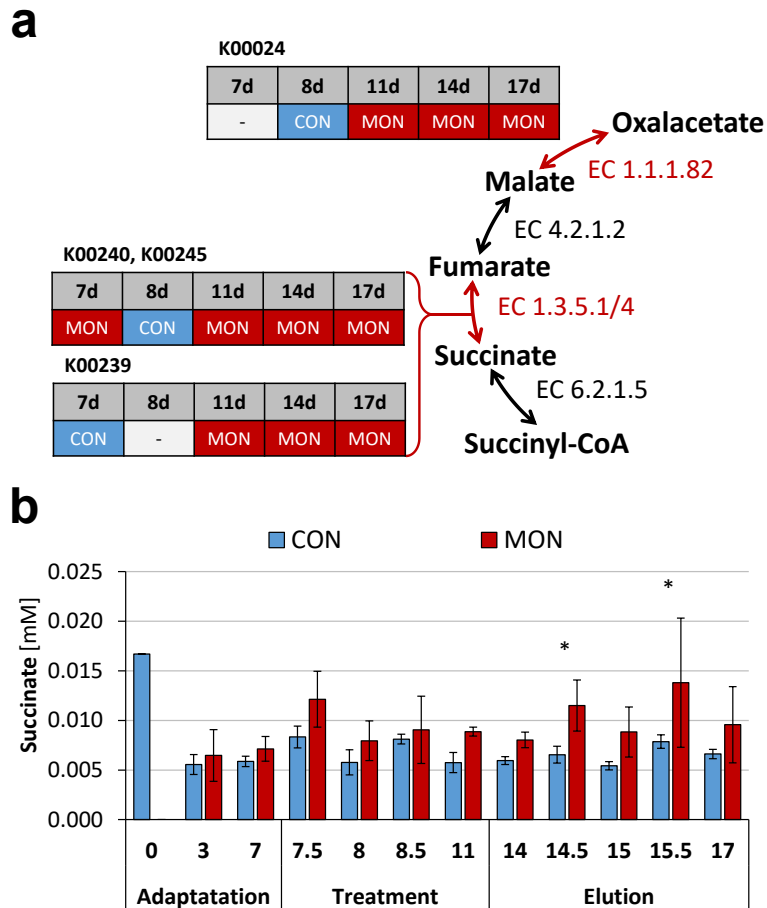 a
K00024
7d 8d 11d 14d 17d
- CON MON MON MON
Oxalacetate
EC 1.1.1.82
Malate
EC 4.2.1.2
K00240, K00245
Fumarate
7d 8d 11d 14d 17d
MON CON MON MON MON
EC 1.3.5.1/4
K00239
Succinate
7d 8d 11d 14d 17d
CON - MON MON MON
EC 6.2.1.5
Succinyl-CoA
b
CON MON
Succinate [mM]
0.025
0.020
0.015
0.010
0.005
0.000
* *
0 3 7 7.5 8 8.5 11 14 14.5 15 15.5 17
Adaptatation Treatment Elution